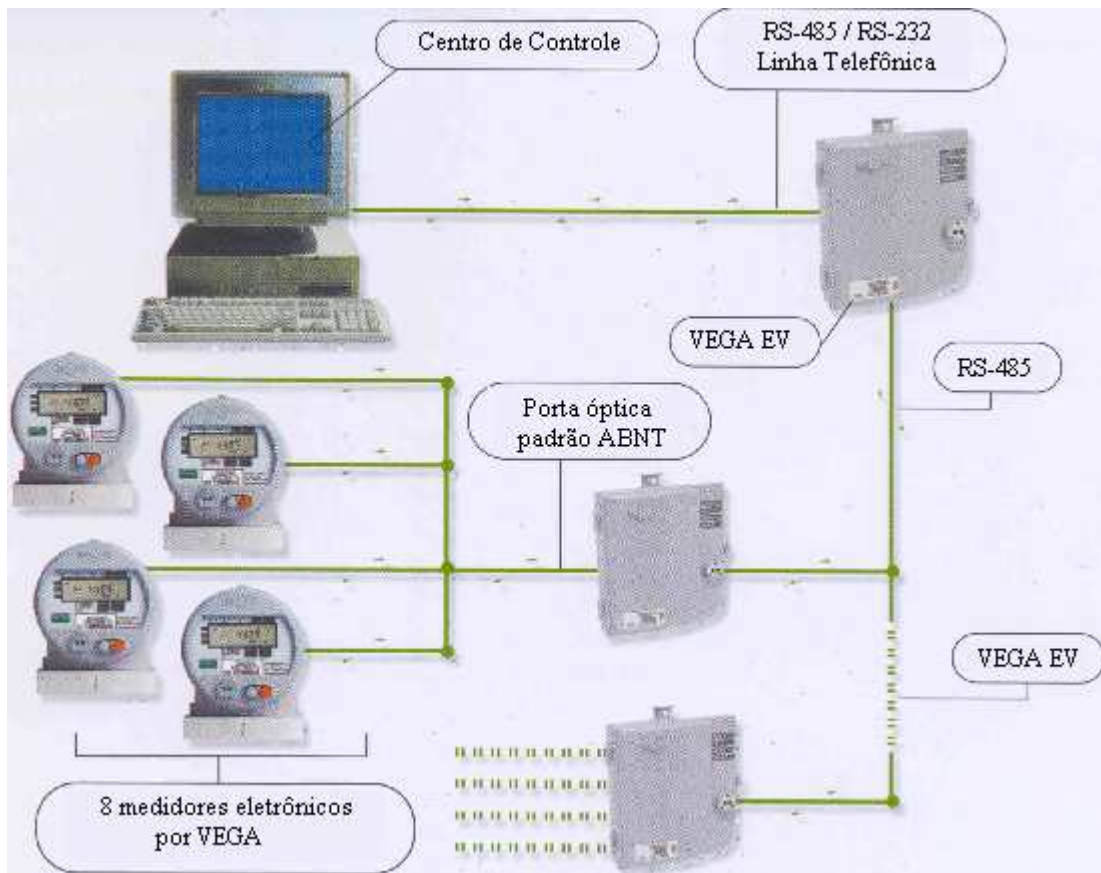 Centro de Controle
RS-485 / RS-232
Linha Telefônica
VEGA EV
RS-485
Porta óptica
padrão ABNT
VEGA EV
8 medidores eletrônicos
por VEGA